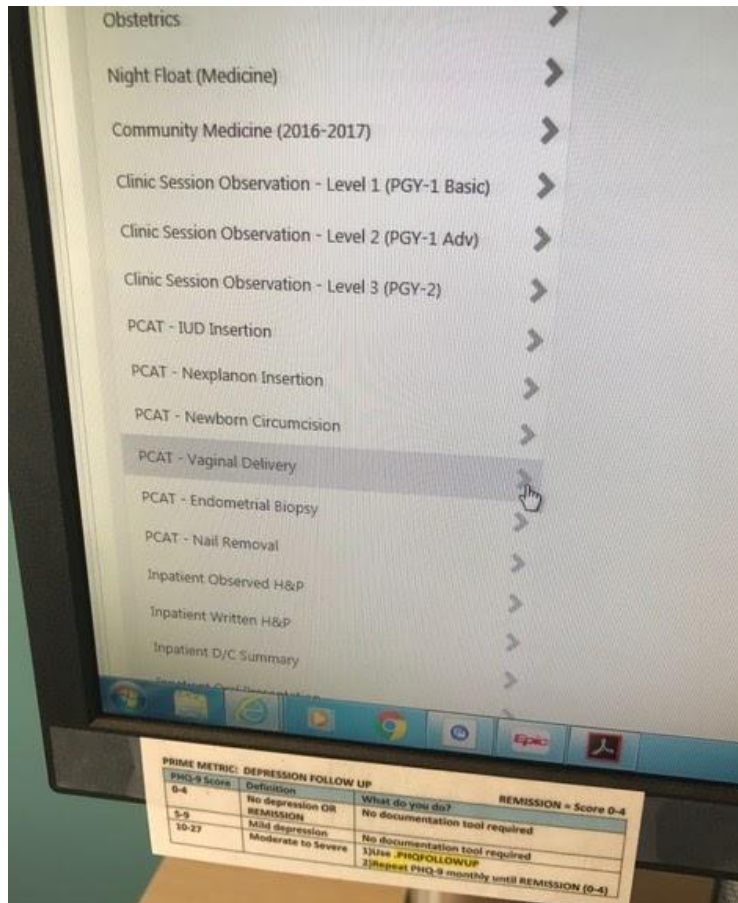 Obstetrics
Night Float (Medicine)
Community Medicine (2016-2017)
Clinic Session Observation - Level 1 (PGY-1 Basic)
Clinic Session Observation - Level 2 (PGY-1 Adv)
Clinic Session Observation - Level 3 (PGY-2)
PCAT - IUD Insertion
PCAT - Nexplanon Insertion
PCAT - Newborn Circumcision
PCAT - Vaginal Delivery
PCAT - Endometrial Biopsy
PCAT - Nail Removal
Inpatient Observed H&P
Inpatient Written H&P
Inpatient D/C Summary
Inpatient Oral Presentation
Epic
PRIME METRIC: DEPRESSION FOLLOW UP REMISSION = Score 0-4
PHQ-9 Score Definition What do you do?
0-4 No depression OR No documentation tool required
REMISSION
5-9 Mild depression No documentation tool required
10-27 Moderate to Severe 1)Use .PHQFOLLOWUP
2)Repeat PHQ-9 monthly until REMISSION (0-4)